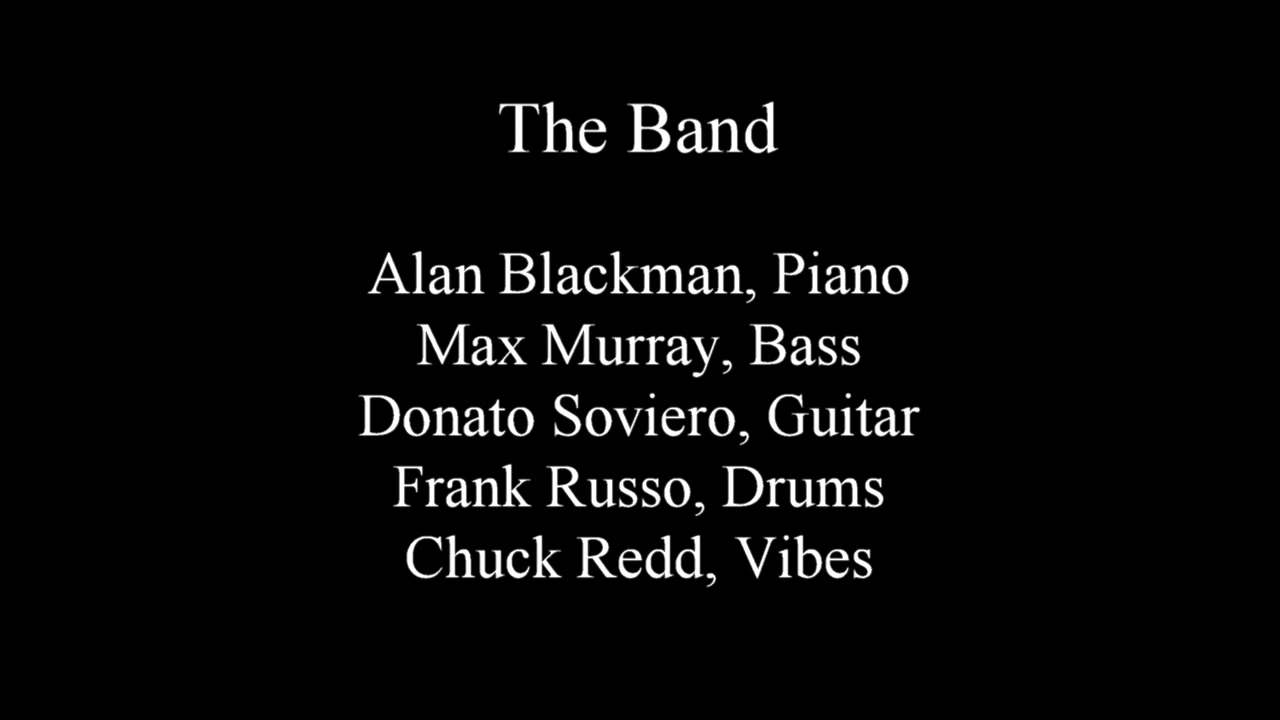 The Band
Alan Blackman, Piano
Max Murray, Bass
Donato Soviero, Guitar
Frank Russo, Drums
Chuck Redd, Vibes